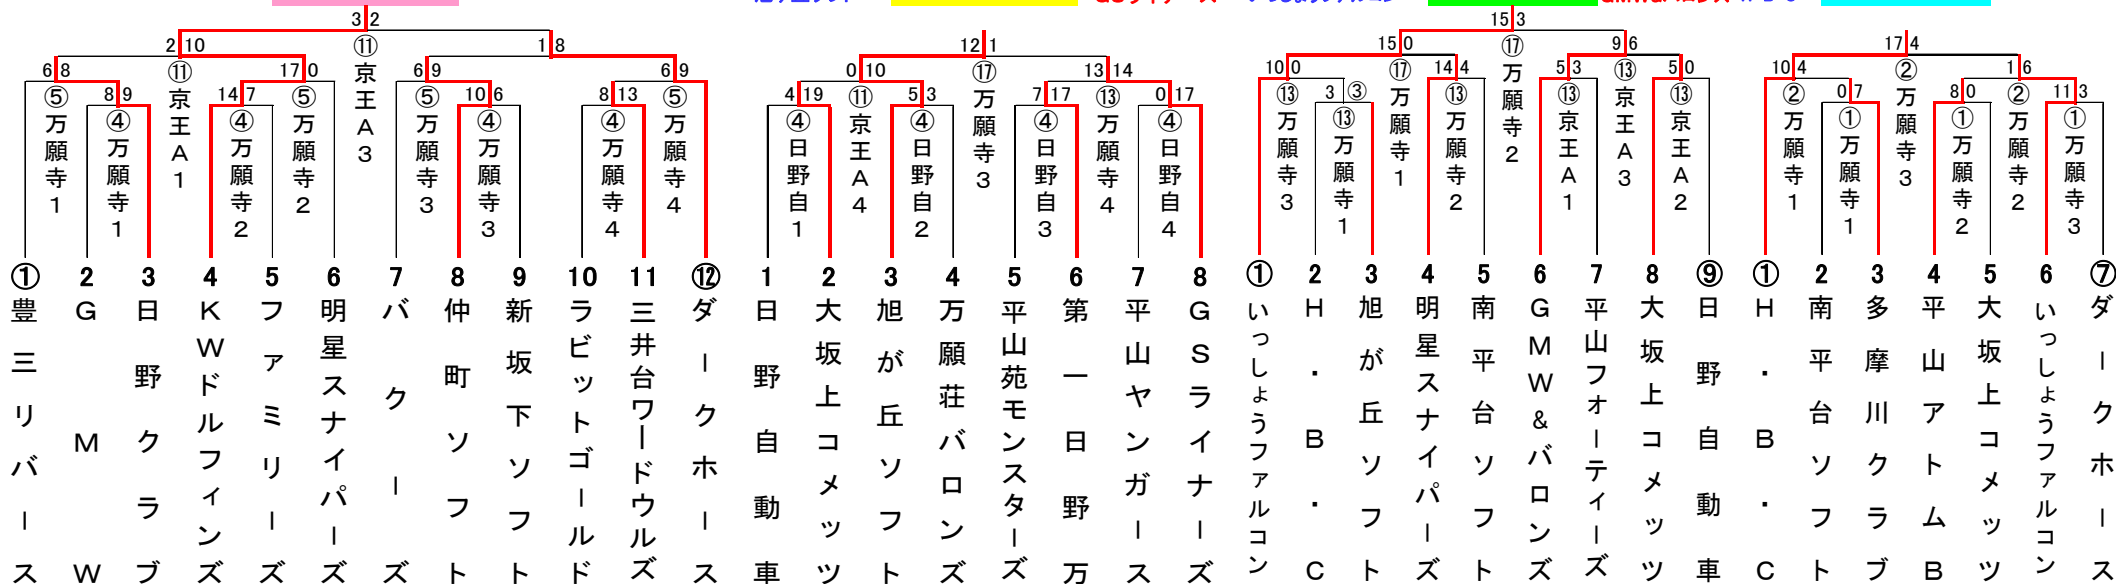 3 2
15 3
2 10
⑪
1 8
12 1
15 0
⑰
9 6
17 4
6 8
⑪
17 0
京王A3
6 9
6 9
0 10
⑰
13 14
10 0
⑰
14 4
万願寺2
5 3
⑬
5 0
10 4
②
1 6
⑤
8 9
京王A1
14 7
⑤
⑤
10 6
8 13
⑤
4 19
⑪
5 3
万願寺3
7 17
⑬
0 17
⑬
3 ③
万願寺1
⑬
⑬
京王A3
⑬
②
0 7
万願寺3
8 0
②
11 3
万願寺1
④
万願寺1
④
万願寺2
万願寺2
万願寺3
④
万願寺3
④
万願寺4
万願寺4
④
日野自1
京王A4
④
日野自2
④
日野自3
万願寺4
④
日野自4
万願寺3
⑬
万願寺1
万願寺2
京王A1
京王A2
万願寺1
①
万願寺1
①
万願寺2
万願寺2
①
万願寺3
① 豊三リバース
2 GMW
3 日野クラブ
4 KWドルフィンズ
5 ファミリーズ
6 明星スナイパーズ
7 バクーズ
8 仲町ソフト
9 新坂下ソフト
10 ラビットゴールド
11 三井台ワードウルズ
⑫ ダークホース
1 日野自動車
2 大坂上コメッツ
3 旭が丘ソフト
4 万願荘バロンズ
5 平山苑モンスターズ
6 第一日野万
7 平山ヤンガース
8 GSライナーズ
① いっしょうファルコン
2 H・B・C
3 旭が丘ソフト
4 明星スナイパーズ
5 南平台ソフト
6 GMW&バロンズ
7 平山フォーティーズ
8 大坂上コメッツ
⑨ 日野自動車
① H・B・C
2 南平台ソフト
3 多摩川クラブ
4 平山アトムB
5 大坂上コメッツ
6 いっしょうファルコン
⑦ ダークホース